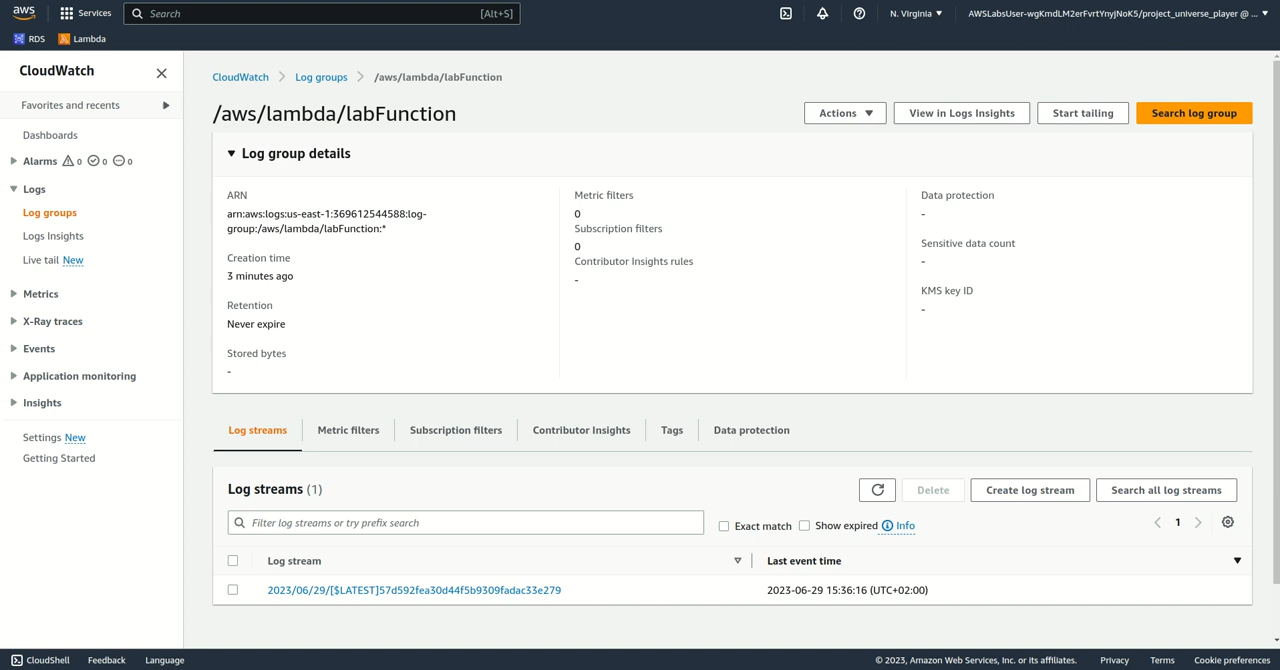 aws
Services
Search
[Alt+S]
N. Virginia
AWSLabsUser-wgKmdLM2erFvrtYnyjNoK5/project_universe_player @ ...
RDS
Lambda
CloudWatch
Favorites and recents
Dashboards
Alarms 0 0 0
Logs
Log groups
Logs Insights
Live tail New
Metrics
X-Ray traces
Events
Application monitoring
Insights
Settings New
Getting Started
CloudWatch
Log groups
/aws/lambda/labFunction
/aws/lambda/labFunction
Actions
View in Logs Insights
Start tailing
Search log group
Log group details
ARN
arn:aws:logs:us-east-1:369612544588:log-
group:/aws/lambda/labFunction:*
Creation time
3 minutes ago
Retention
Never expire
Stored bytes
-
Metric filters
0
Subscription filters
0
Contributor Insights rules
-
Data protection
-
Sensitive data count
-
KMS key ID
-
Log streams
Metric filters
Subscription filters
Contributor Insights
Tags
Data protection
Log streams (1)
Delete
Create log stream
Search all log streams
Filter log streams or try prefix search
Exact match
Show expired
Info
1
Log stream
Last event time
2023/06/29/[$LATEST]57d592fea30d44f5b9309fadac33e279
2023-06-29 15:36:16 (UTC+02:00)
CloudShell
Feedback
Language
© 2023, Amazon Web Services, Inc. or its affiliates.
Privacy
Terms
Cookie preferences